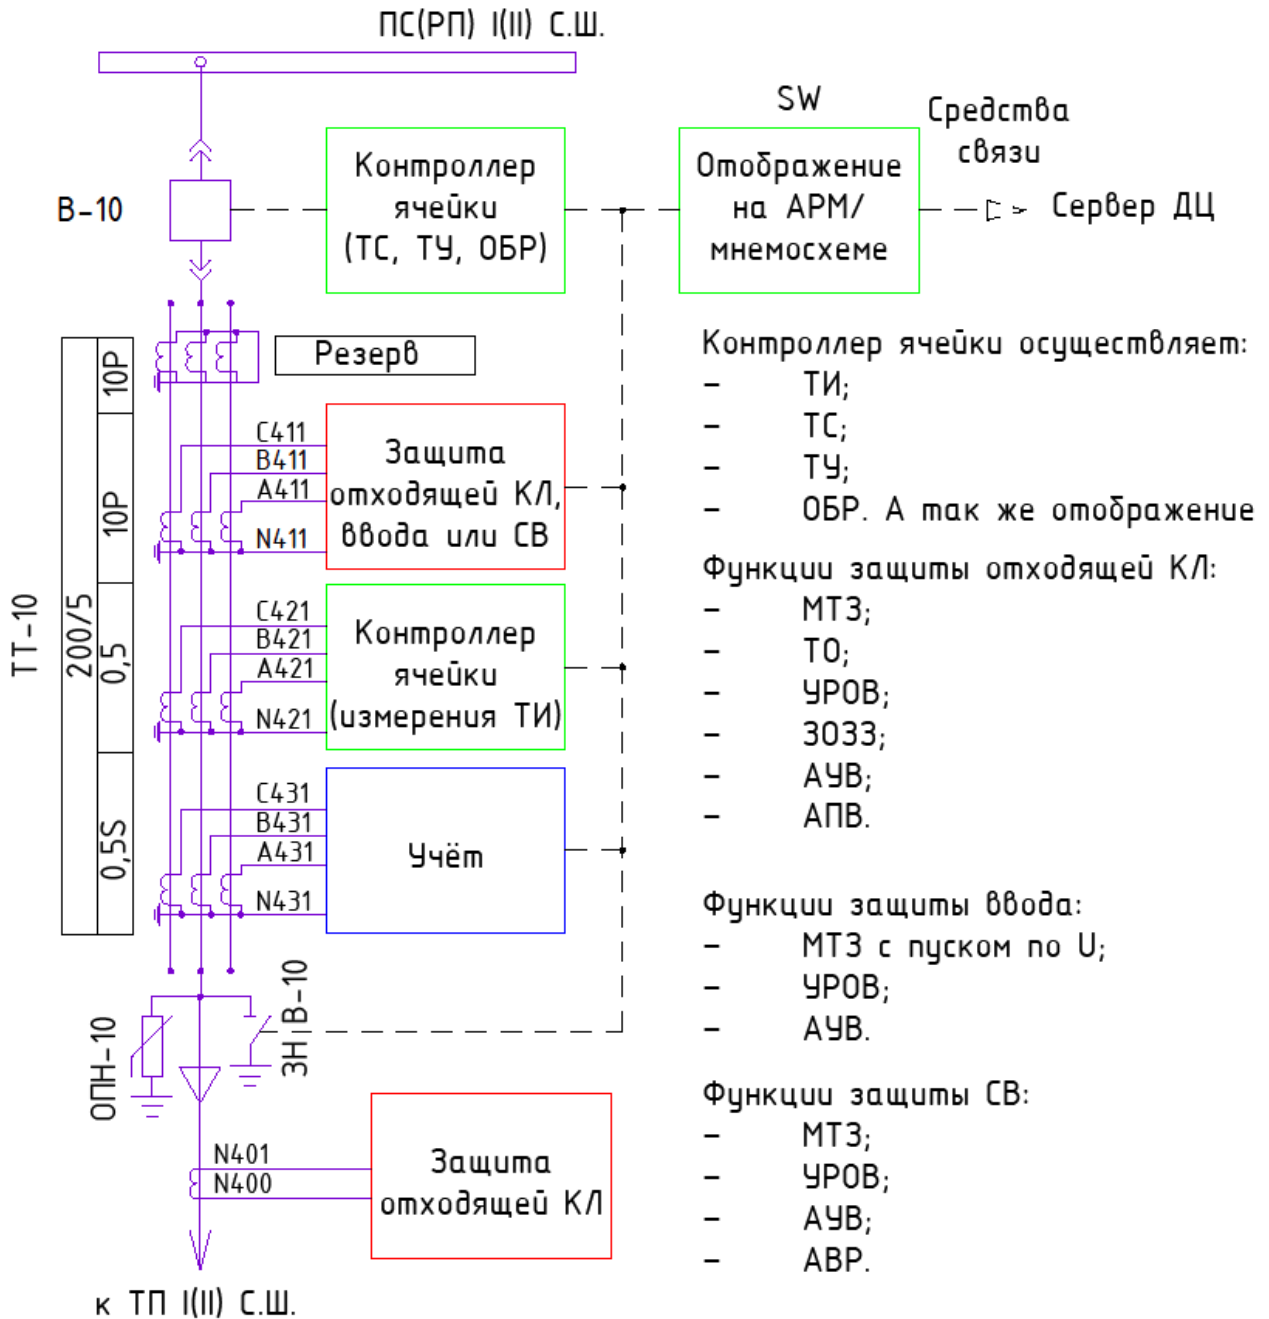 ПС(РП) I(II) С.Ш.
SW
Средства
связи
В-10
Контроллер
ячейки
(ТС, ТУ, ОБР)
Отображение
на АРМ/
мнемосхеме
Сервер ДЦ
ТТ-10
200/5
10Р
10Р
0,5
0,5S
Резерв
C411
B411
A411
N411
Защита
отходящей КЛ,
ввода или СВ
C421
B421
A421
N421
Контроллер
ячейки
(измерения ТИ)
C431
B431
A431
N431
Учёт
ОПН-10
ЗН В-10
N401
N400
Защита
отходящей КЛ
к ТП I(II) С.Ш.
Контроллер ячейки осуществляет:
- ТИ;
- ТС;
- ТУ;
- ОБР. А так же отображение
Функции защиты отходящей КЛ:
- МТЗ;
- ТО;
- УРОВ;
- ЗОЗЗ;
- АУВ;
- АПВ.
Функции защиты ввода:
- МТЗ с пуском по U;
- УРОВ;
- АУВ.
Функции защиты СВ:
- МТЗ;
- УРОВ;
- АУВ;
- АВР.